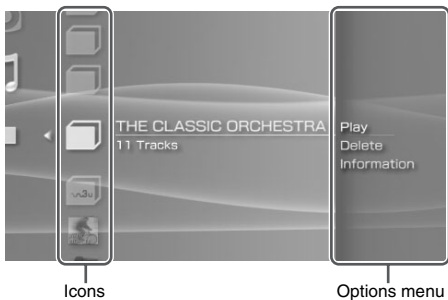 THE CLASSIC ORCHESTRA
11 Tracks
Play
Delete
Information
Icons
Options menu